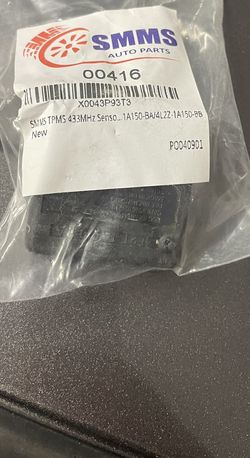 SMMS
AUTO PARTS
00416
X0043P93T3
SMMS TPMS 433MHz Senso...1A150-BA/4L2Z-1A150-BB
New
PO040901